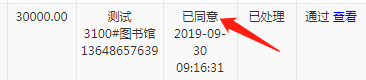 30000.00
测试
3100#图书馆
13648657639
已同意
2019-09-
30
09:16:31
已处理
通过 查看